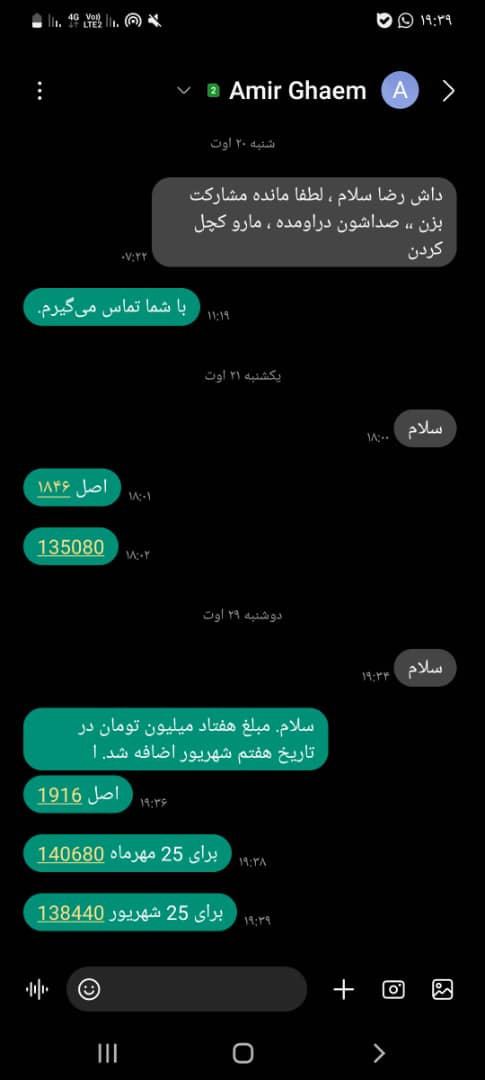 ۱۹:۳۹
4G VoI) LTE2
Amir Ghaem
2
A
شنبه ۲۰ اوت
داش رضا سلام ، لطفا مانده مشارکت
بزن ،، صداشون دراومده ، مارو کچل
کردن
۰۷:۲۲
با شما تماس می‌گیرم.
۱۱:۱۹
یکشنبه ۲۱ اوت
سلام
۱۸:۰۰
اصل ۱۸۴۶
۱۸:۰۱
135080
۱۸:۰۲
دوشنبه ۲۹ اوت
سلام
۱۹:۳۴
سلام. مبلغ هفتاد میلیون تومان در
تاریخ هفتم شهریور اضافه شد. ا
اصل 1916
۱۹:۳۶
برای 25 مهرماه 140680
۱۹:۳۸
برای 25 شهریور 138440
۱۹:۳۹